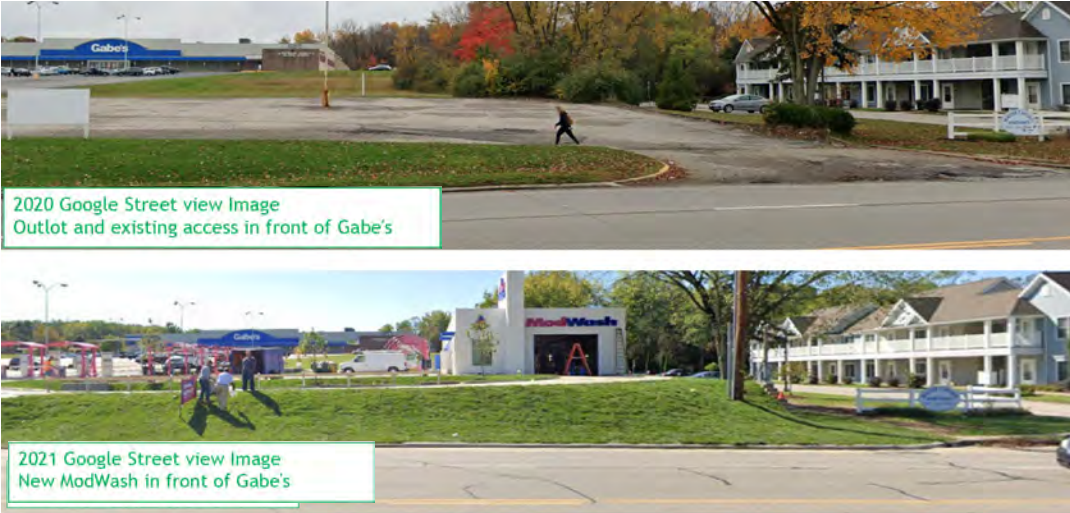 Gabe's
2020 Google Street view Image
Outlot and existing access in front of Gabe's
Gabe's
ModWash
2021 Google Street view Image
New ModWash in front of Gabe's